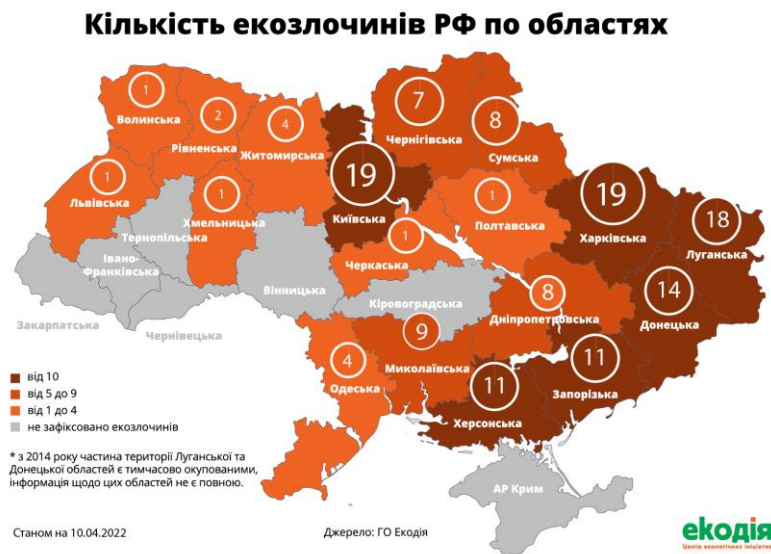 Кількість екозлочинів РФ по областях
1
Волинська
2
Рівненська
4
Житомирська
19
Київська
7
Чернігівська
8
Сумська
1
Львівська
Тернопільська
1
Хмельницька
Івано-
Франківська
Закарпатська
Чернівецька
Вінницька
1
Черкаська
1
Полтавська
19
Харківська
18
Луганська
Кіровоградська
8
Дніпропетровська
14
Донецька
4
Одеська
9
Миколаївська
11
Херсонська
11
Запорізька
АР Крим
від 10
від 5 до 9
від 1 до 4
не зафіксовано екозлочинів
* з 2014 року частина території Луганської та
Донецької областей є тимчасово окупованими,
інформація щодо цих областей не є повною.
Станом на 10.04.2022
Джерело: ГО Екодія
екодія
Центр екологічних ініціатив